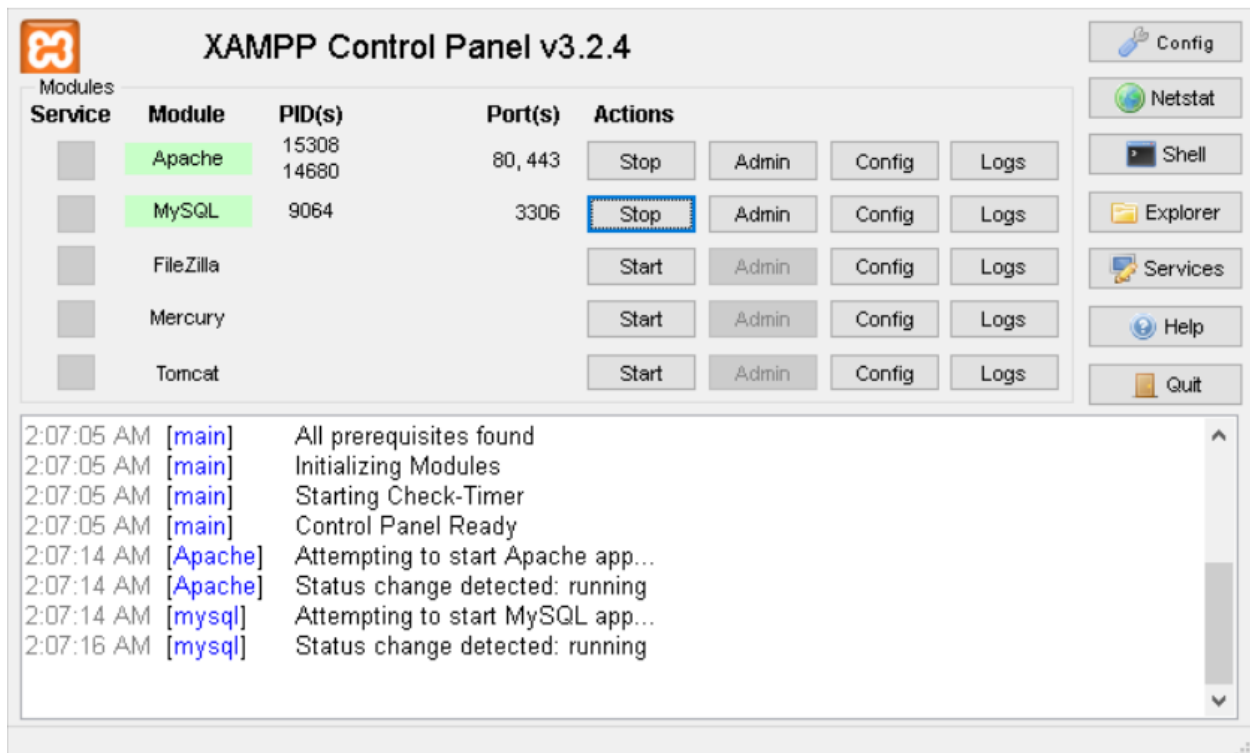 XAMPP Control Panel v3.2.4
Config
Modules
Netstat
Service Module PID(s) Port(s) Actions
Apache 15308 14680 80, 443 Stop Admin Config Logs
Shell
MySQL 9064 3306 Stop Admin Config Logs
Explorer
FileZilla Start Admin Config Logs
Services
Mercury Start Admin Config Logs
Help
Tomcat Start Admin Config Logs
Quit
2:07:05 AM [main] All prerequisites found
2:07:05 AM [main] Initializing Modules
2:07:05 AM [main] Starting Check-Timer
2:07:05 AM [main] Control Panel Ready
2:07:14 AM [Apache] Attempting to start Apache app...
2:07:14 AM [Apache] Status change detected: running
2:07:14 AM [mysql] Attempting to start MySQL app...
2:07:16 AM [mysql] Status change detected: running